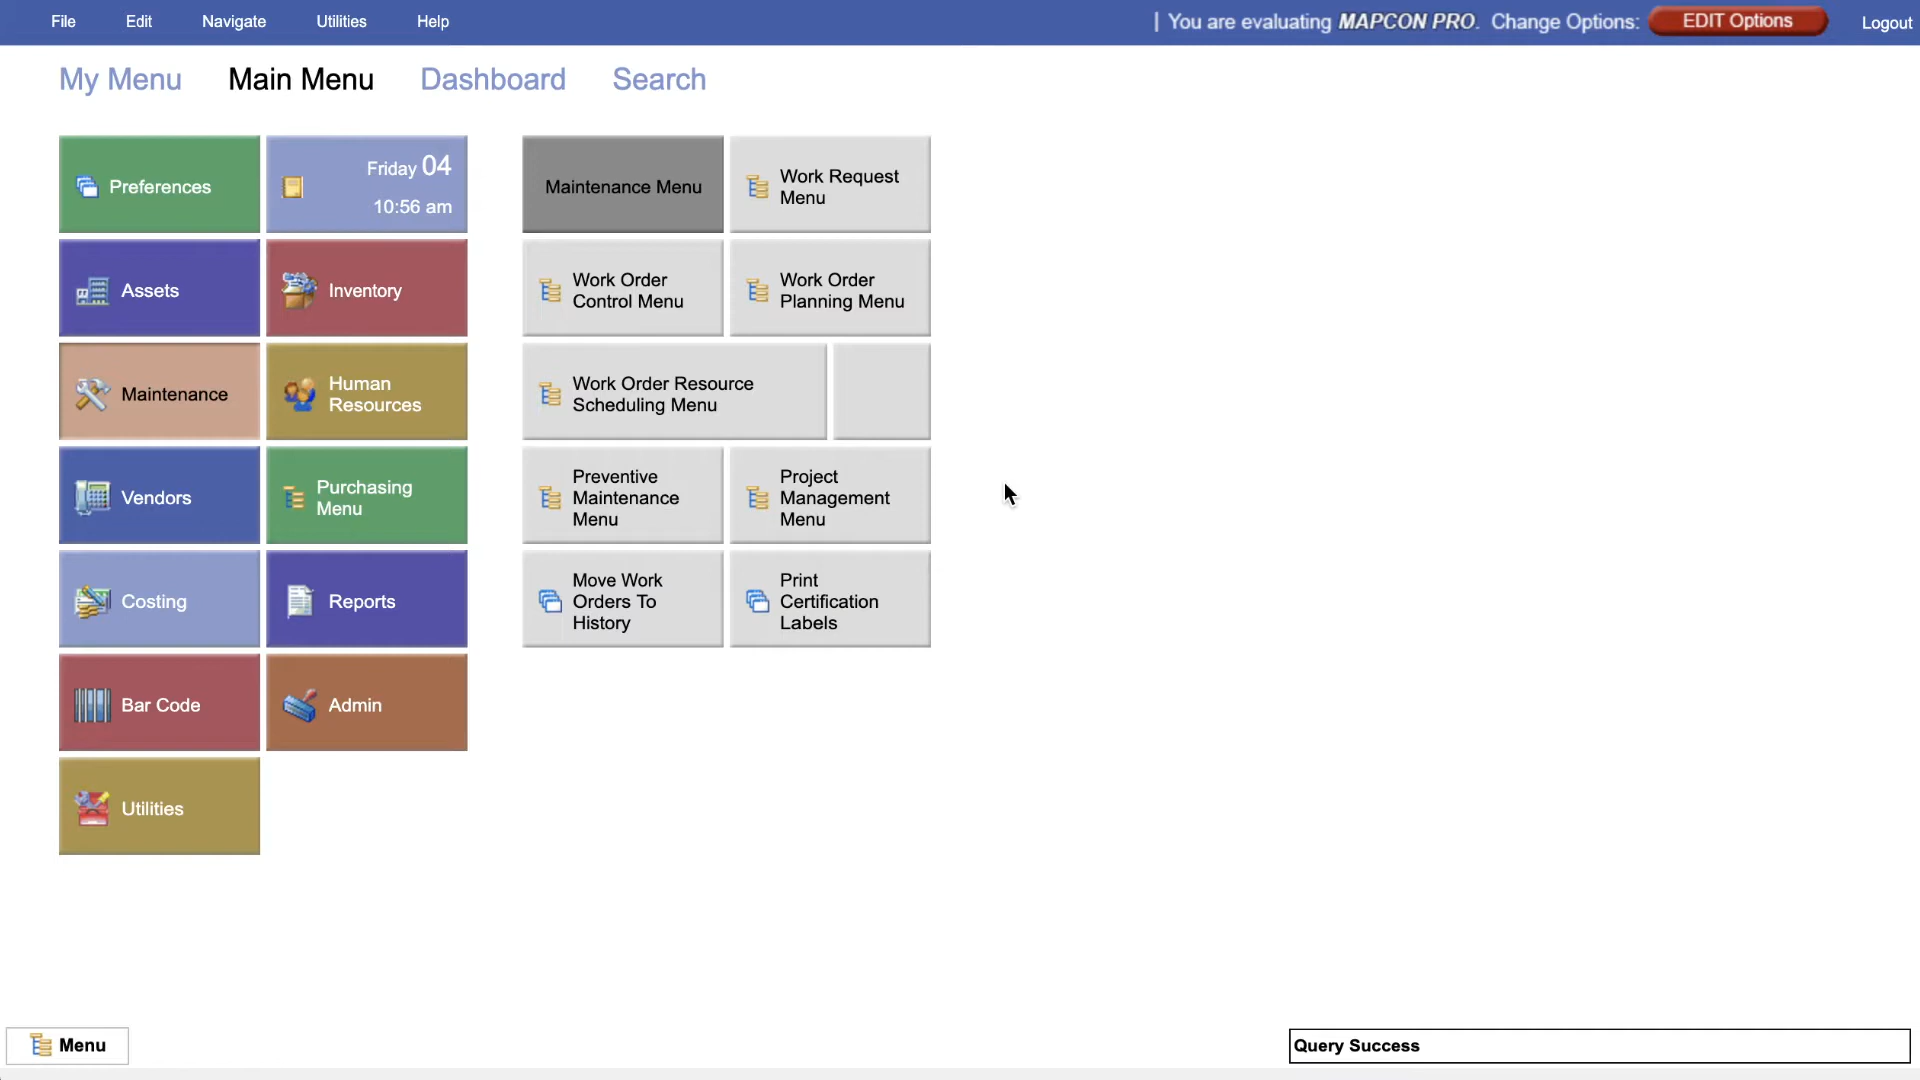 File Edit Navigate Utilities Help | You are evaluating MAPCON PRO. Change Options: EDIT Options Logout
My Menu Main Menu Dashboard Search
Preferences
Friday 04
10:56 am
Assets
Inventory
Maintenance
Human
Resources
Vendors
Purchasing
Menu
Costing
Reports
Bar Code
Admin
Utilities
Maintenance Menu
Work Request
Menu
Work Order
Control Menu
Work Order
Planning Menu
Work Order Resource
Scheduling Menu
Preventive
Maintenance
Menu
Project
Management
Menu
Move Work
Orders To
History
Print
Certification
Labels
Menu
Query Success